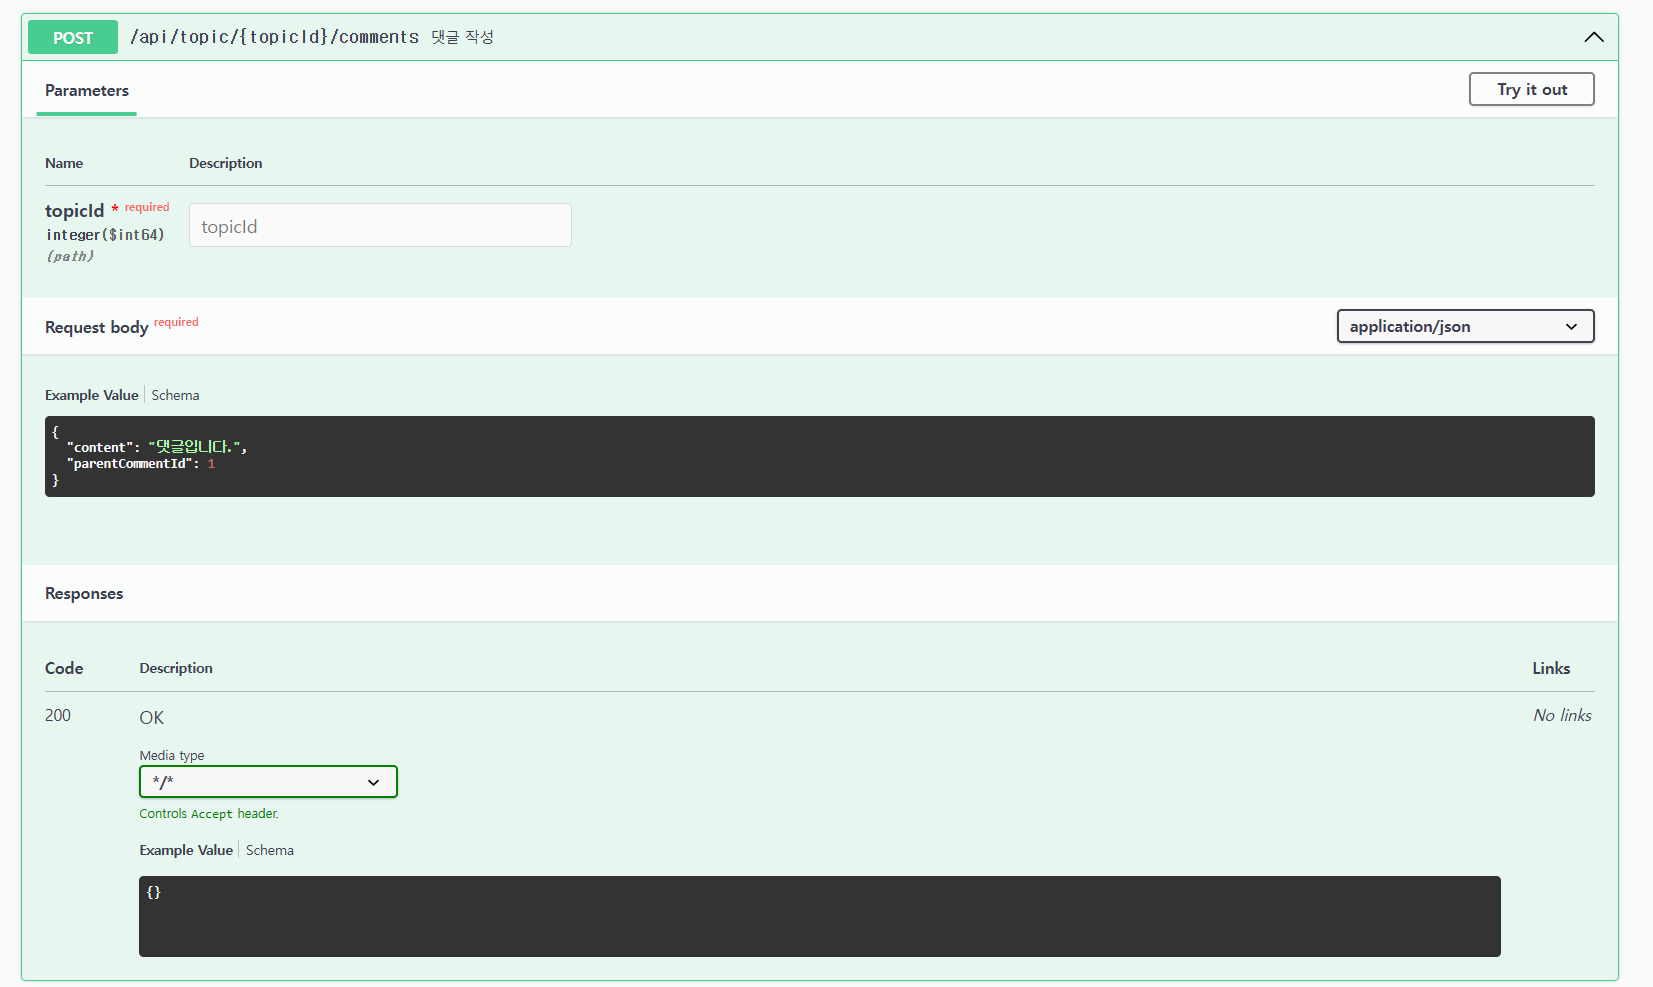 POST /api/topic/{topicId}/comments 댓글 작성
Parameters
Try it out
Name Description
topicId * required
integer($int64)
(path)
topicId
Request body required
application/json
Example Value Schema
{
"content": "댓글입니다.",
"parentCommentId": 1
}
Responses
Code Description Links
200 OK No links
Media type
*/*
Controls Accept header.
Example Value Schema
{}